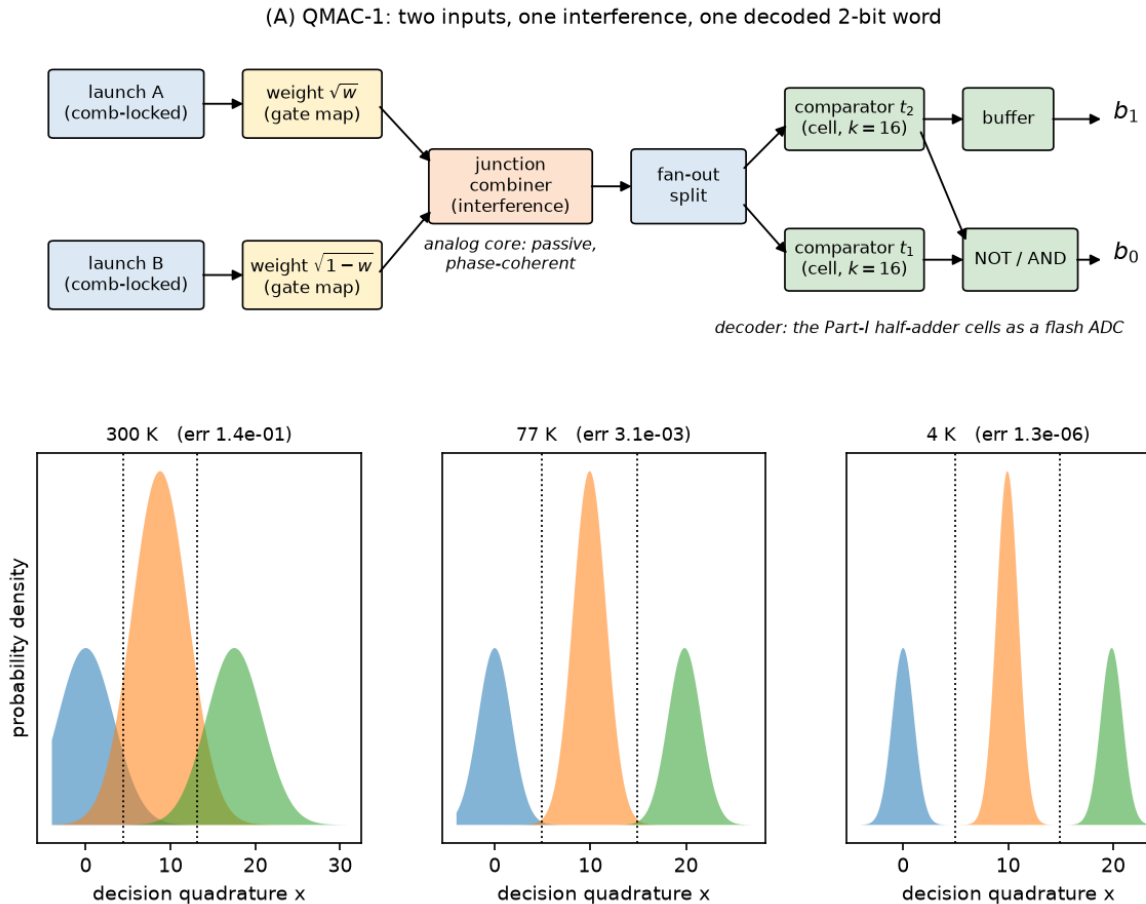 (A) QMAC-1: two inputs, one interference, one decoded 2-bit word
launch A
(comb-locked)
weight √w
(gate map)
comparator t₂
(cell, k = 16)
buffer
b₁
junction
combiner
(interference)
fan-out
split
analog core: passive,
phase-coherent
launch B
(comb-locked)
weight √1 − w
(gate map)
comparator t₁
(cell, k = 16)
NOT / AND
b₀
decoder: the Part-I half-adder cells as a flash ADC
300 K (err 1.4e-01)
77 K (err 3.1e-03)
4 K (err 1.3e-06)
probability density
0 10 20 30
0 10 20
0 10 20
decision quadrature x
decision quadrature x
decision quadrature x